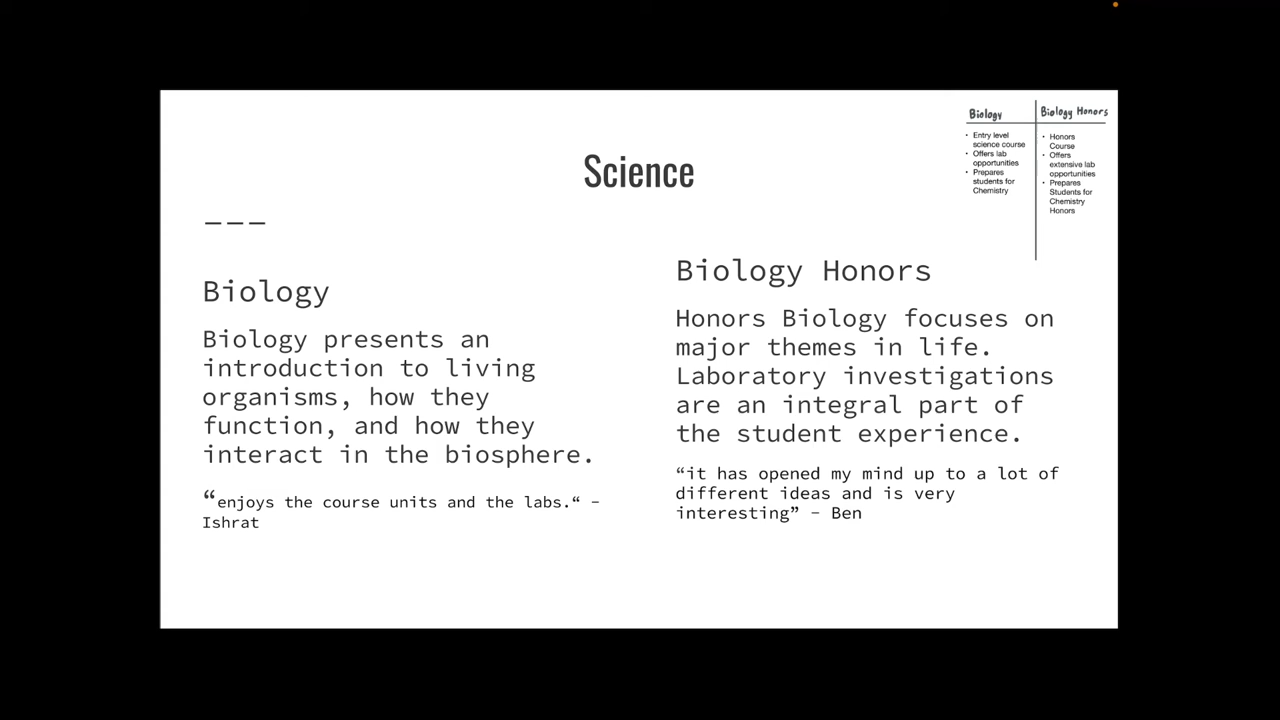 Science
___
Biology
Biology presents an
introduction to living
organisms, how they
function, and how they
interact in the biosphere.
“enjoys the course units and the labs.“ –
Ishrat
Biology Honors
Honors Biology focuses on
major themes in life.
Laboratory investigations
are an integral part of
the student experience.
“it has opened my mind up to a lot of
different ideas and is very
interesting” – Ben
Biology
• Entry level
science course
• Offers lab
opportunities
• Prepares
students for
Chemistry
Biology Honors
• Honors
Course
• Offers
extensive lab
opportunities
• Prepares
Students for
Chemistry
Honors